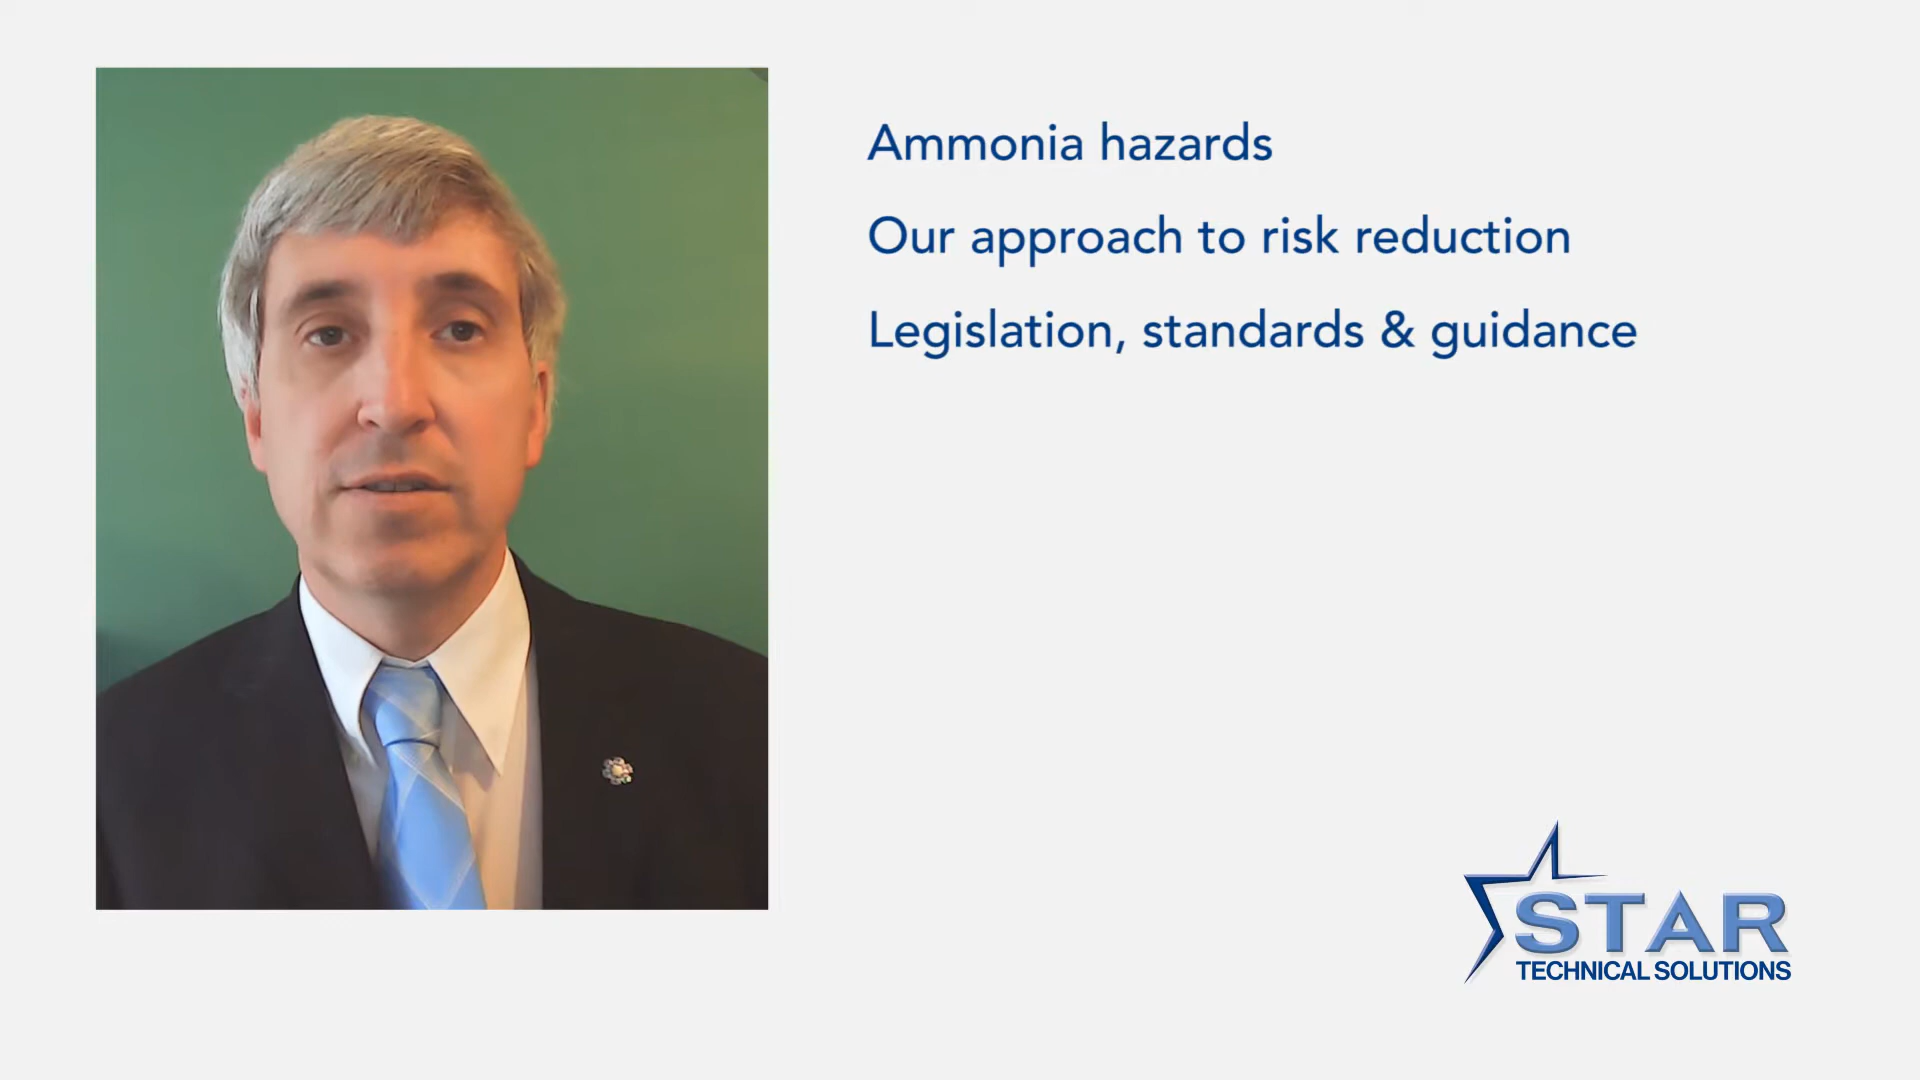 Ammonia hazards
Our approach to risk reduction
Legislation, standards & guidance
STAR
TECHNICAL SOLUTIONS